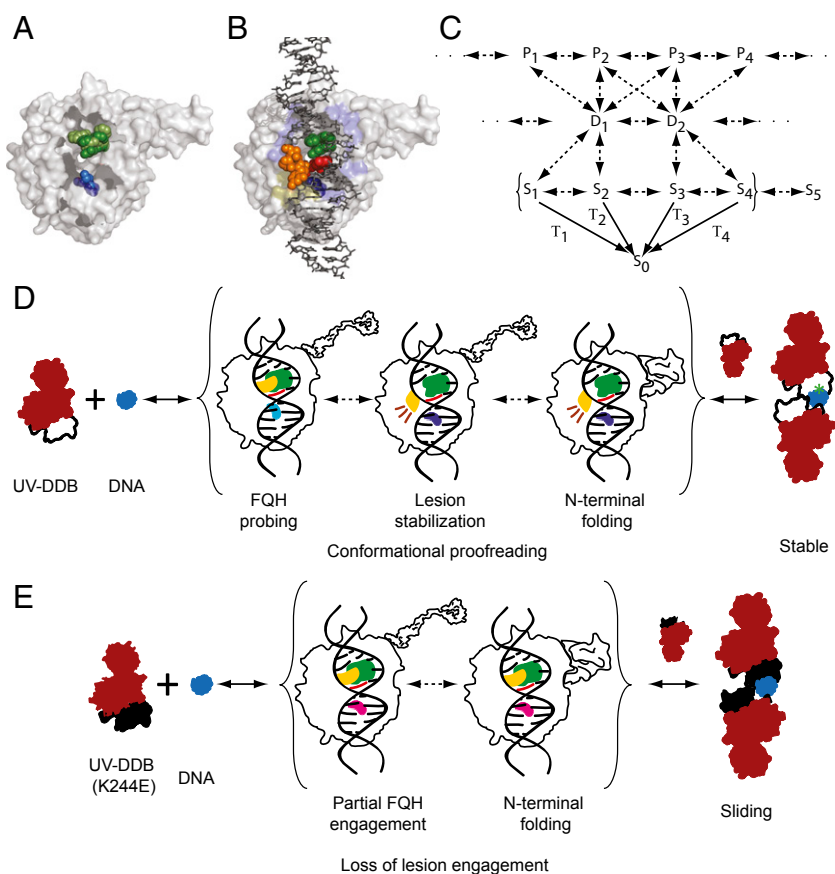 A
B
C
. . P1 P2 P3 P4 . .
. . D1 D2 . .
{ S1 S2 S3 S4 } S5
T1 T2 T3 T4
S0
D
+
UV-DDB DNA
FQH probing
Lesion stabilization
N-terminal folding
*
Conformational proofreading
Stable
E
+
UV-DDB (K244E)
DNA
Partial FQH engagement
N-terminal folding
Sliding
Loss of lesion engagement